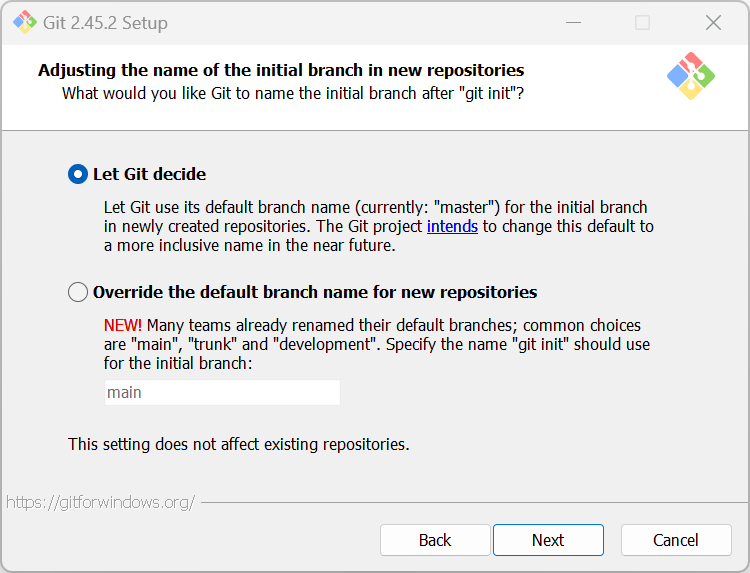 Git 2.45.2 Setup
Adjusting the name of the initial branch in new repositories
What would you like Git to name the initial branch after "git init"?
Let Git decide
Let Git use its default branch name (currently: "master") for the initial branch
in newly created repositories. The Git project intends to change this default to
a more inclusive name in the near future.
Override the default branch name for new repositories
NEW! Many teams already renamed their default branches; common choices
are "main", "trunk" and "development". Specify the name "git init" should use
for the initial branch:
main
This setting does not affect existing repositories.
https://gitforwindows.org/
Back
Next
Cancel